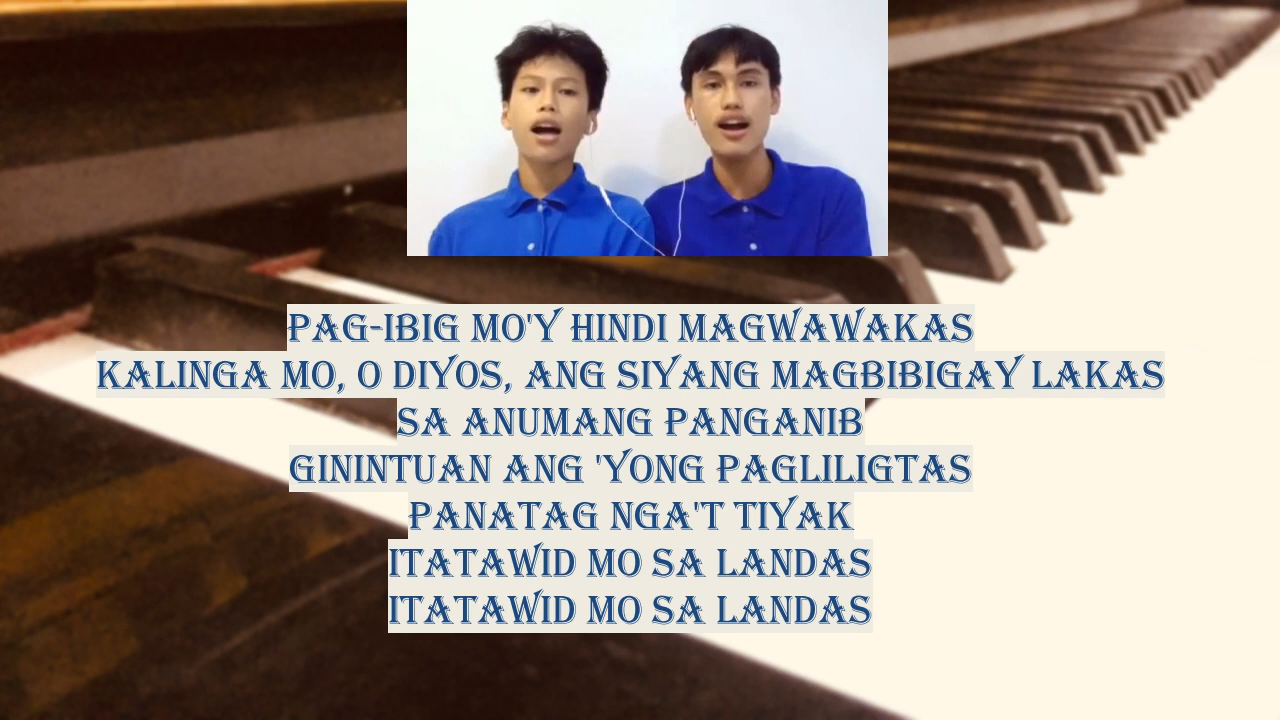 PAG-IBIG MO'Y HINDI MAGWAWAKAS
KALINGA MO, O DIYOS, ANG SIYANG MAGBIBIGAY LAKAS
SA ANUMANG PANGANIB
GININTUAN ANG 'YONG PAGLILIGTAS
PANATAG NGA'T TIYAK
ITATAWID MO SA LANDAS
ITATAWID MO SA LANDAS